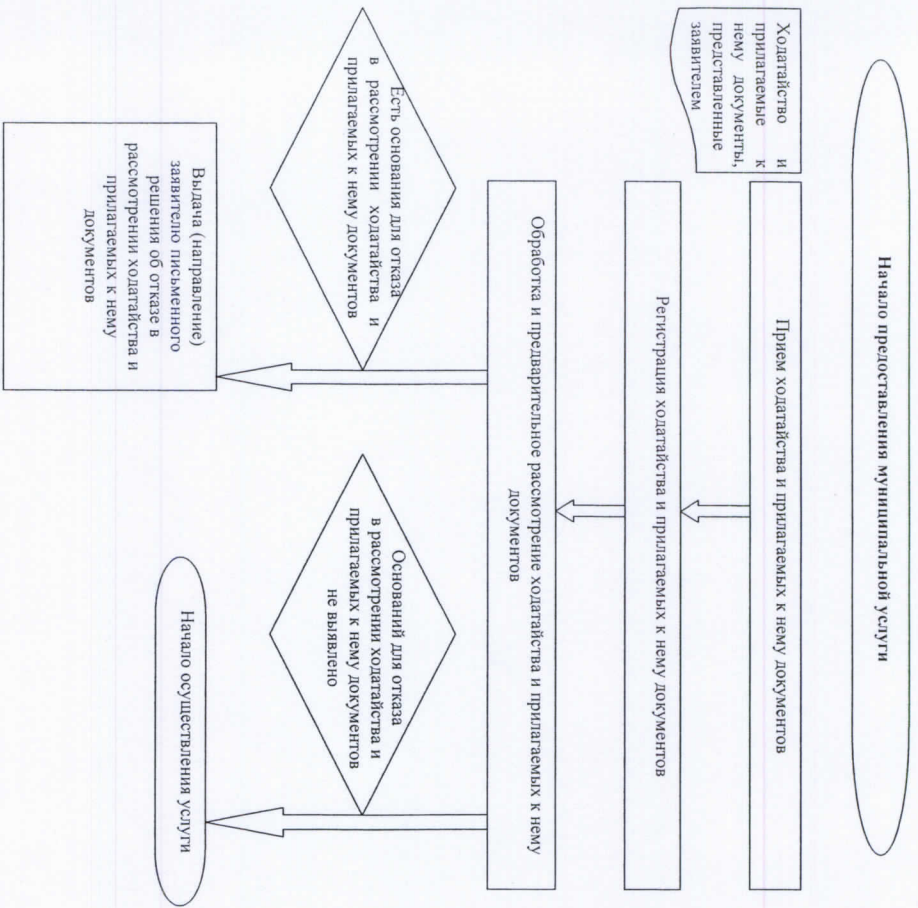 Начало предоставления муниципальной услуги
Ходатайство и
прилагаемые к
нему документы,
представленные
заявителем
Прием ходатайства и прилагаемых к нему документов
Регистрация ходатайства и прилагаемых к нему документов
Обработка и предварительное рассмотрение ходатайства и прилагаемых к нему
документов
Есть основания для отказа
в рассмотрении ходатайства и
прилагаемых к нему документов
Оснований для отказа
в рассмотрении ходатайства и
прилагаемых к нему документов
не выявлено
Выдача (направление)
заявителю письменного
решения об отказе в
рассмотрении ходатайства и
прилагаемых к нему
документов
Начало осуществления услуги